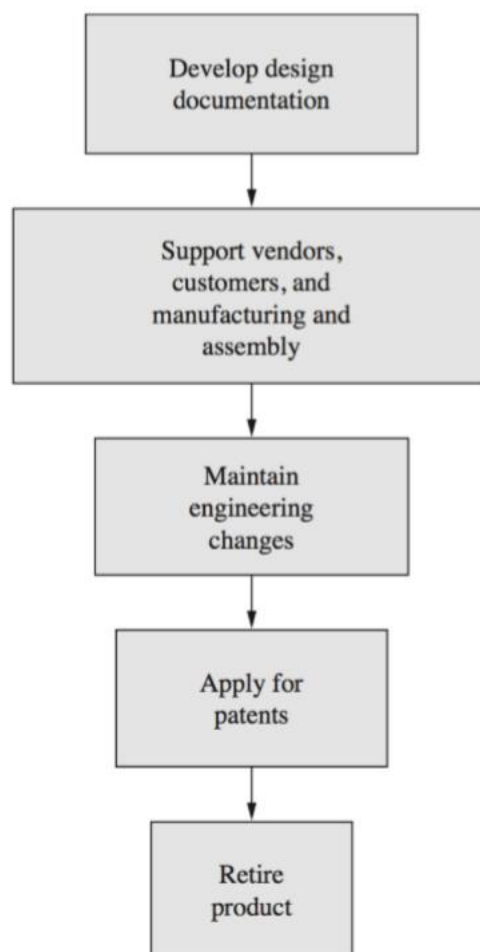 Develop design
documentation
Support vendors,
customers, and
manufacturing and
assembly
Maintain
engineering
changes
Apply for
patents
Retire
product